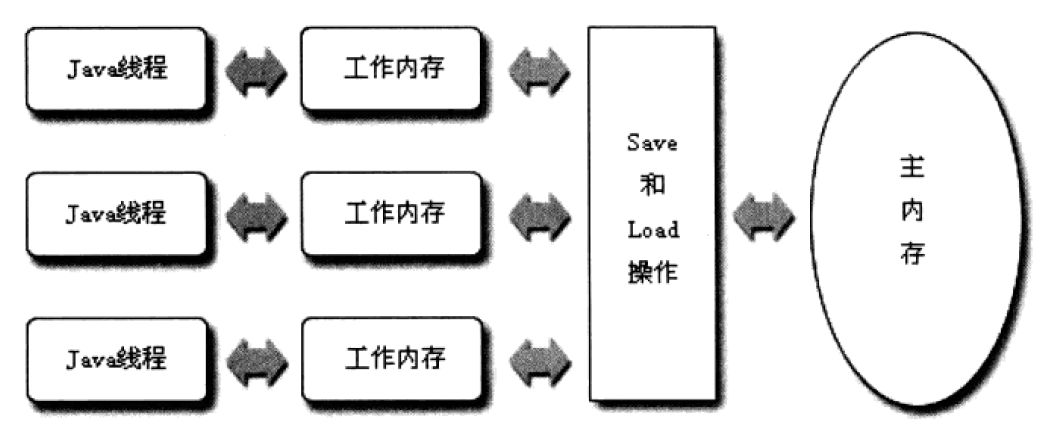 Java线程
工作内存
Java线程
工作内存
Java线程
工作内存
Save
和
Load
操作
主
内
存